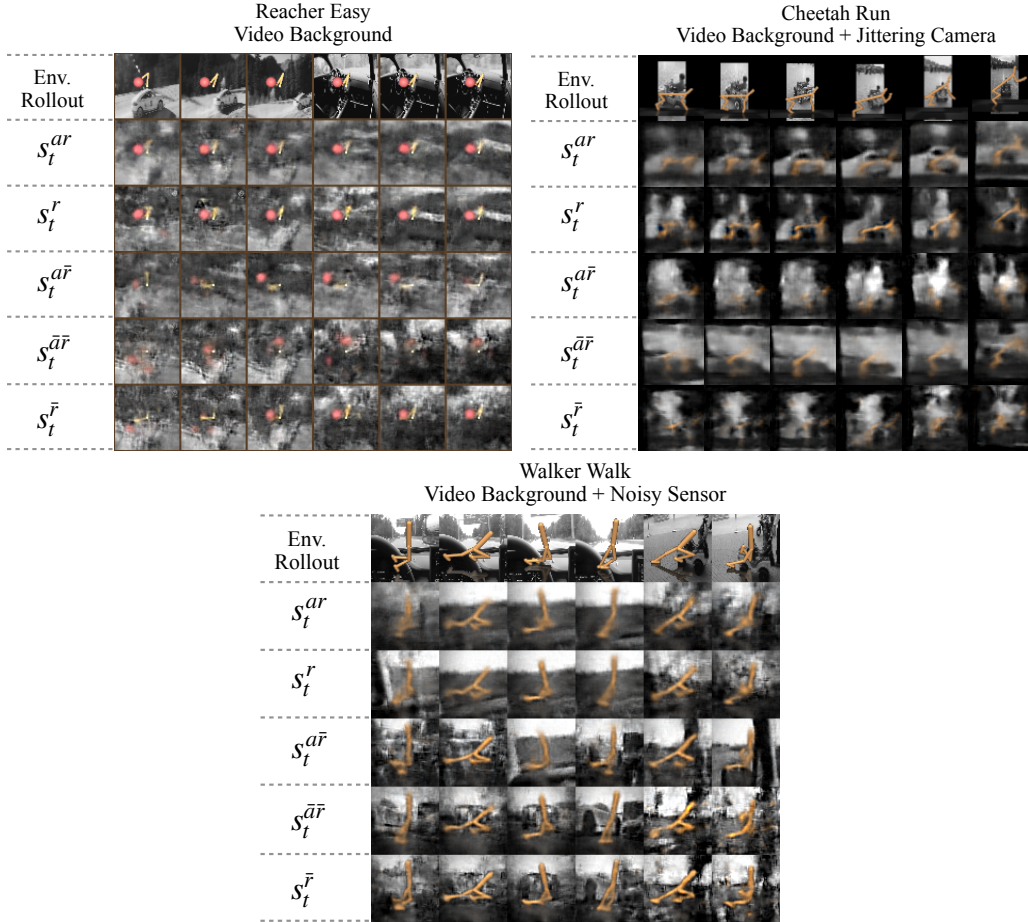 Reacher Easy
Video Background
Env.
Rollout
$s_t^{ar}$
$s_t^{r}$
$s_t^{a\bar{r}}$
$s_t^{\bar{a}\bar{r}}$
$s_t^{\bar{r}}$
Cheetah Run
Video Background + Jittering Camera
Env.
Rollout
$s_t^{ar}$
$s_t^{r}$
$s_t^{a\bar{r}}$
$s_t^{\bar{a}\bar{r}}$
$s_t^{\bar{r}}$
Walker Walk
Video Background + Noisy Sensor
Env.
Rollout
$s_t^{ar}$
$s_t^{r}$
$s_t^{a\bar{r}}$
$s_t^{\bar{a}\bar{r}}$
$s_t^{\bar{r}}$